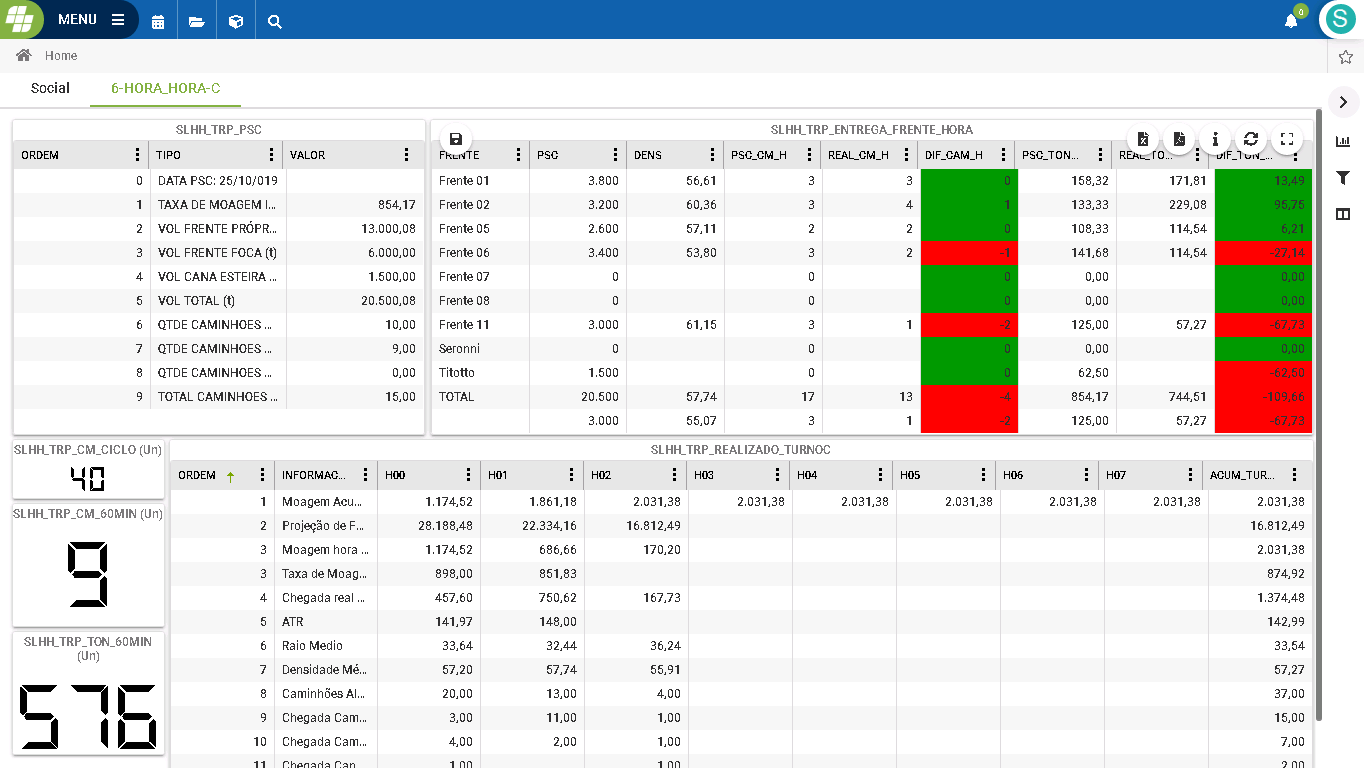 MENU
0
S
Home
Social
6-HORA_HORA-C
SLHH_TRP_PSC
ORDEM TIPO VALOR
0 DATA PSC: 25/10/019
1 TAXA DE MOAGEM I... 854,17
2 VOL FRENTE PRÓPR... 13.000,08
3 VOL FRENTE FOCA (t) 6.000,00
4 VOL CANA ESTEIRA ... 1.500,00
5 VOL TOTAL (t) 20.500,08
6 QTDE CAMINHOES ... 10,00
7 QTDE CAMINHOES ... 9,00
8 QTDE CAMINHOES ... 0,00
9 TOTAL CAMINHOES ... 15,00
SLHH_TRP_ENTREGA_FRENTE_HORA
FRENTE PSC DENS PSC_CM_H REAL_CM_H DIF_CAM_H PSC_TON... REAL_TO... DIF_TON_...
Frente 01 3.800 56,61 3 3 0 158,32 171,81 13,49
Frente 02 3.200 60,36 3 4 1 133,33 229,08 95,75
Frente 05 2.600 57,11 2 2 0 108,33 114,54 6,21
Frente 06 3.400 53,80 3 2 -1 141,68 114,54 -27,14
Frente 07 0 0 0 0,00 0,00
Frente 08 0 0 0 0,00 0,00
Frente 11 3.000 61,15 3 1 -2 125,00 57,27 -67,73
Seronni 0 0 0 0,00 0,00
Titotto 1.500 0 0 62,50 -62,50
TOTAL 20.500 57,74 17 13 -4 854,17 744,51 -109,66
3.000 55,07 3 1 2 125,00 57,27 -67,73
SLHH_TRP_CM_CICLO (Un)
40
SLHH_TRP_CM_60MIN (Un)
9
SLHH_TRP_TON_60MIN
(Un)
576
SLHH_TRP_REALIZADO_TURNOC
ORDEM INFORMAC... H00 H01 H02 H03 H04 H05 H06 H07 ACUM_TUR...
1 Moagem Acu... 1.174,52 1.861,18 2.031,38 2.031,38 2.031,38 2.031,38 2.031,38 2.031,38 2.031,38
2 Projeção de F... 28.188,48 22.334,16 16.812,49 16.812,49
3 Moagem hora ... 1.174,52 686,66 170,20 2.031,38
3 Taxa de Moag... 898,00 851,83 874,92
4 Chegada real ... 457,60 750,62 167,73 1.374,48
5 ATR 141,97 148,00 142,99
6 Raio Medio 33,64 32,44 36,24 33,54
7 Densidade Mé... 57,20 57,74 55,91 57,27
8 Caminhões Al... 20,00 13,00 4,00 37,00
9 Chegada Cam... 3,00 11,00 1,00 15,00
10 Chegada Cam... 4,00 2,00 1,00 7,00
11 Chegada Can... 1,00 1,00 2,00